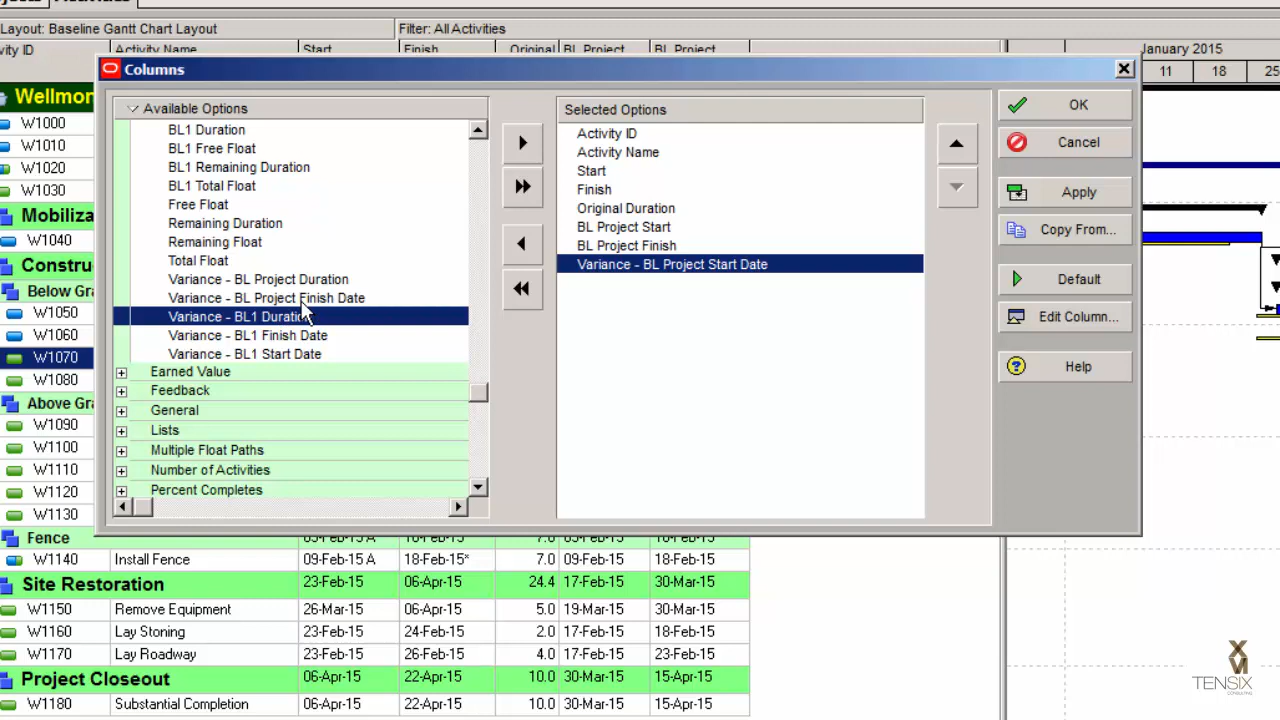 Layout: Baseline Gantt Chart Layout
Filter: All Activities
Activity Name
Start
Finish
Original
BL Project
BL Project
January 2015
11
18
25
Columns
Available Options
BL1 Duration
BL1 Free Float
BL1 Remaining Duration
BL1 Total Float
Free Float
Remaining Duration
Remaining Float
Total Float
Variance - BL Project Duration
Variance - BL Project Finish Date
Variance - BL1 Duration
Variance - BL1 Finish Date
Variance - BL1 Start Date
Earned Value
Feedback
General
Lists
Multiple Float Paths
Number of Activities
Percent Completes
Selected Options
Activity ID
Activity Name
Start
Finish
Original Duration
BL Project Start
BL Project Finish
Variance - BL Project Start Date
OK
Cancel
Apply
Copy From...
Default
Edit Column...
Help
W1000
W1010
W1020
W1030
W1040
W1050
W1060
W1070
W1080
W1090
W1100
W1110
W1120
W1130
Fence
W1140 Install Fence 09-Feb-15 A 18-Feb-15* 7.0 09-Feb-15 18-Feb-15
Site Restoration 23-Feb-15 06-Apr-15 24.4 17-Feb-15 30-Mar-15
W1150 Remove Equipment 26-Mar-15 06-Apr-15 5.0 19-Mar-15 30-Mar-15
W1160 Lay Stoning 23-Feb-15 24-Feb-15 2.0 17-Feb-15 18-Feb-15
W1170 Lay Roadway 23-Feb-15 26-Feb-15 4.0 17-Feb-15 23-Feb-15
Project Closeout 06-Apr-15 22-Apr-15 10.0 30-Mar-15 15-Apr-15
W1180 Substantial Completion 06-Apr-15 22-Apr-15 10.0 30-Mar-15 15-Apr-15
XVI
TENSIX
CONSULTING